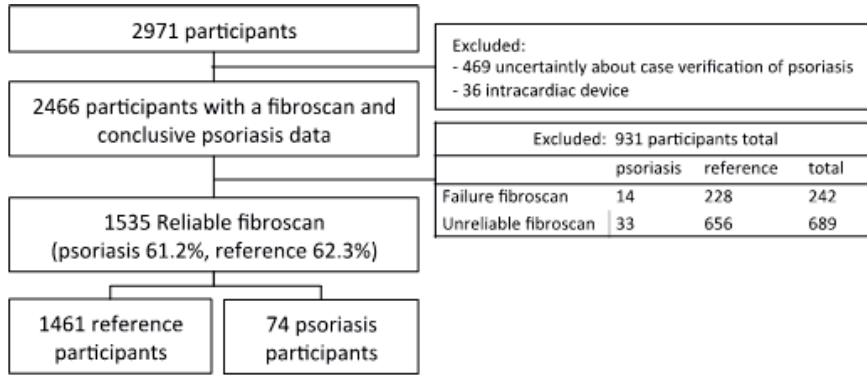 2971 participants
Excluded:
- 469 uncertaintly about case verification of psoriasis
- 36 intracardiac device
2466 participants with a fibroscan and
conclusive psoriasis data
Excluded: 931 participants total
psoriasis reference total
Failure fibroscan 14 228 242
Unreliable fibroscan 33 656 689
1535 Reliable fibroscan
(psoriasis 61.2%, reference 62.3%)
1461 reference
participants
74 psoriasis
participants